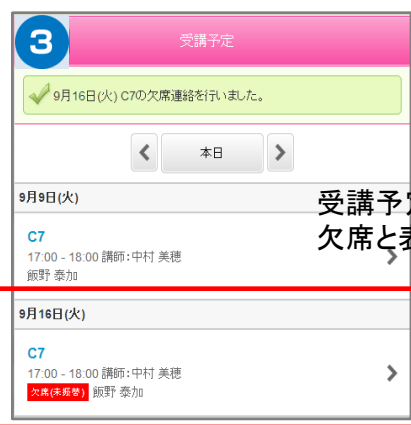 3
受講予定
9月16日(火) C7の欠席連絡を行いました。
本日
9月9日(火)
受講予
C7
欠席と
17:00 - 18:00 講師:中村 美穂
飯野 泰加
9月16日(火)
C7
17:00 - 18:00 講師:中村 美穂
欠席(未振替) 飯野 泰加